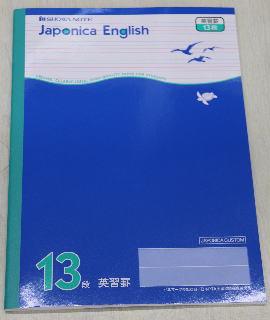 SHOWA NOTE
Japonica English
英習罫
13段
JAPONICA CUSTOM
13段 英習罫